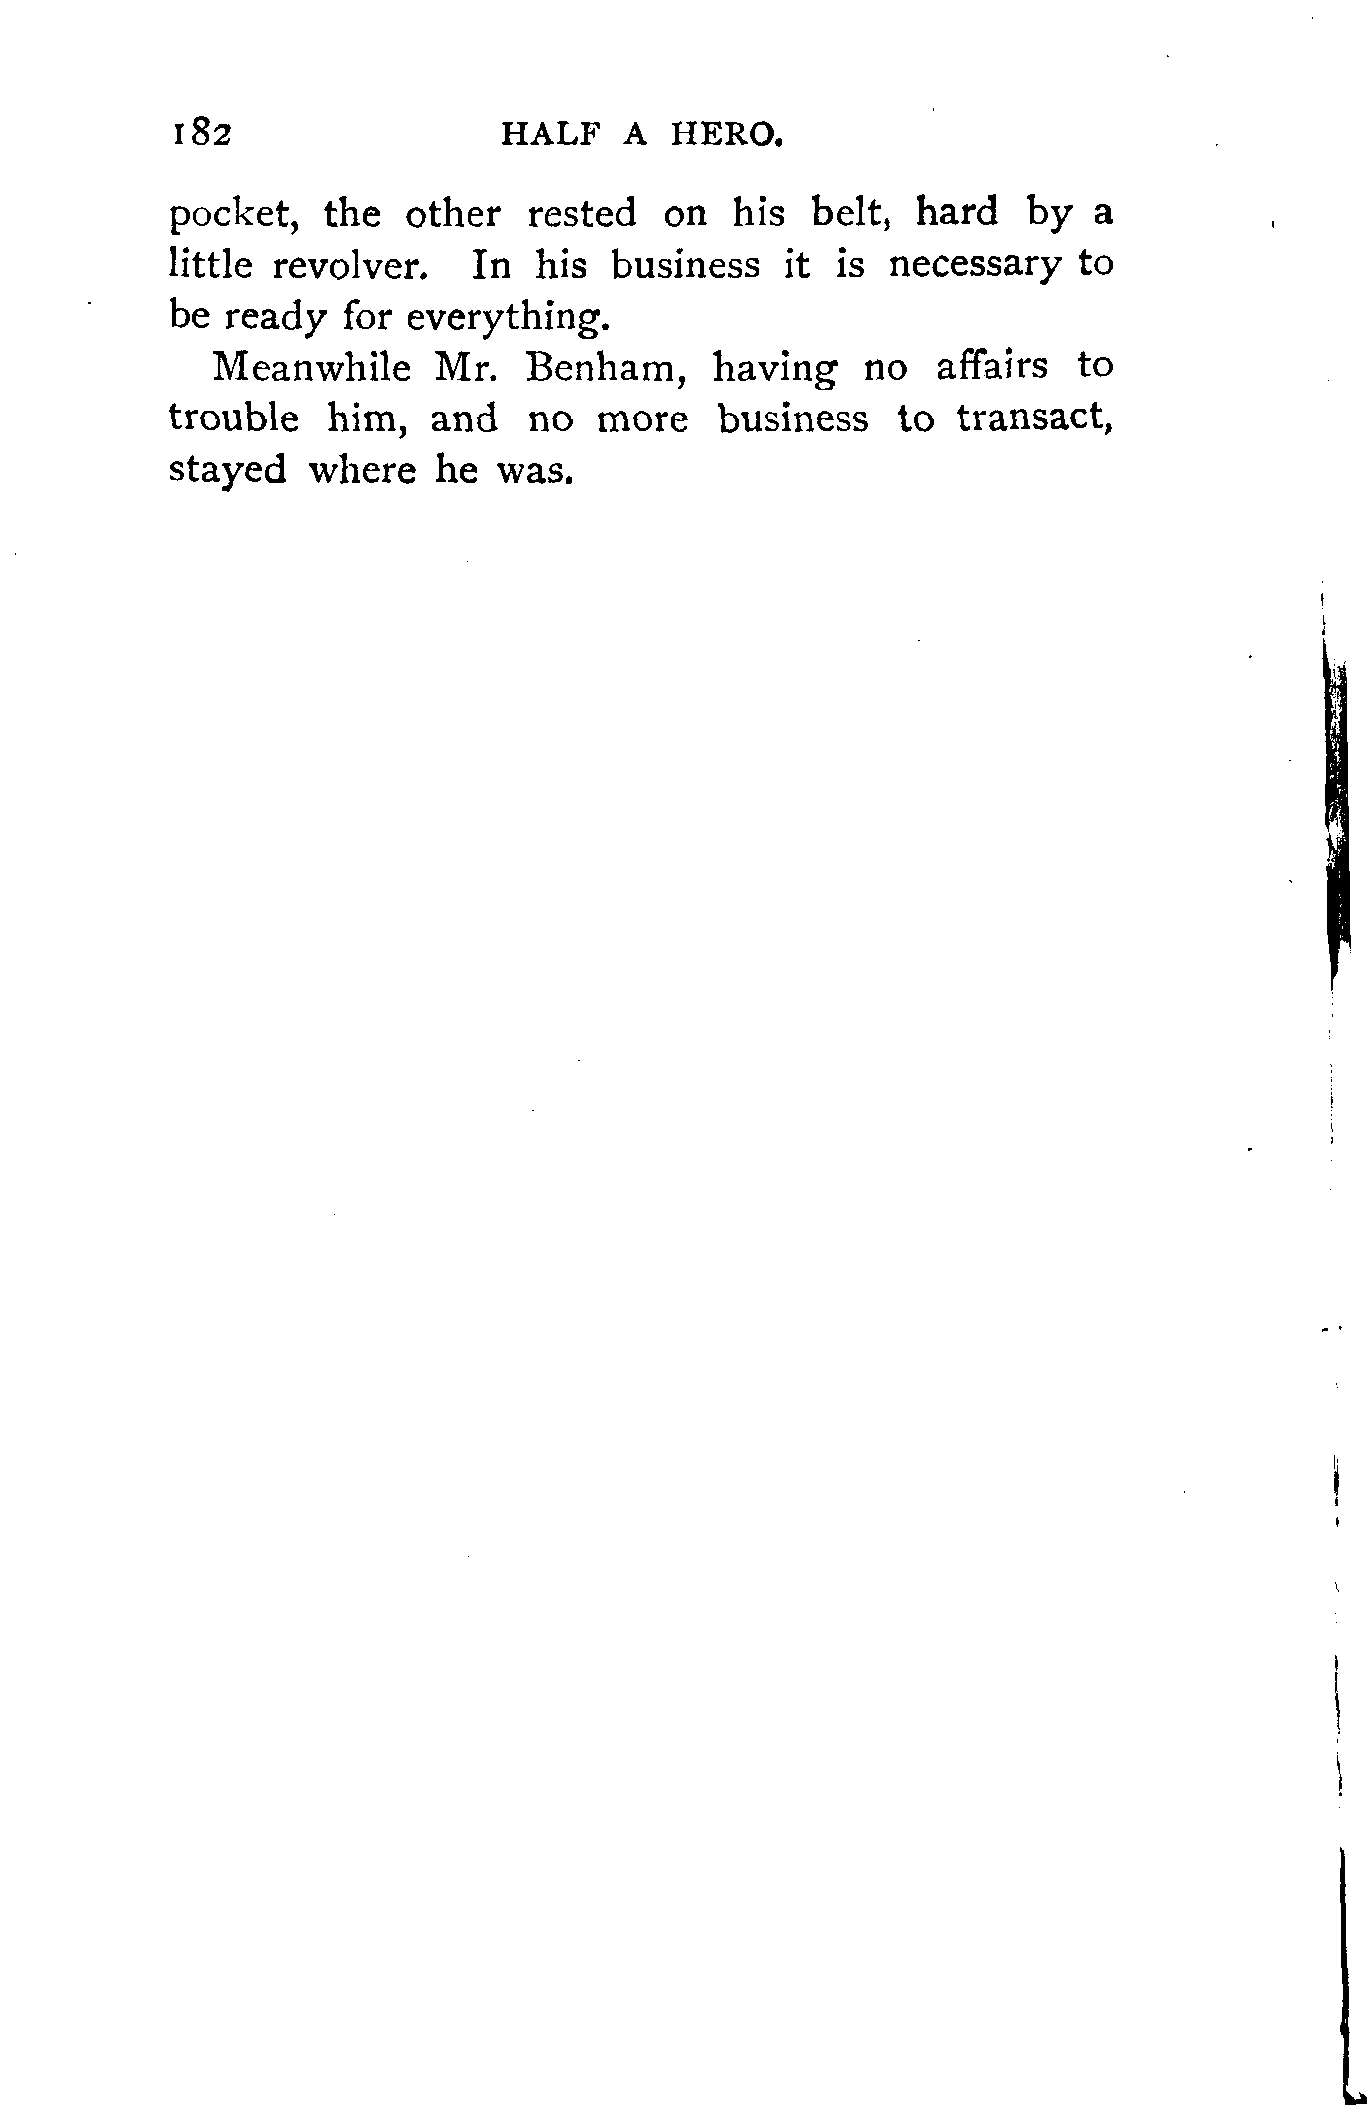 182 HALF A HERO.
pocket, the other rested on his belt, hard by a
little revolver. In his business it is necessary to
be ready for everything.
Meanwhile Mr. Benham, having no affairs to
trouble him, and no more business to transact,
stayed where he was.